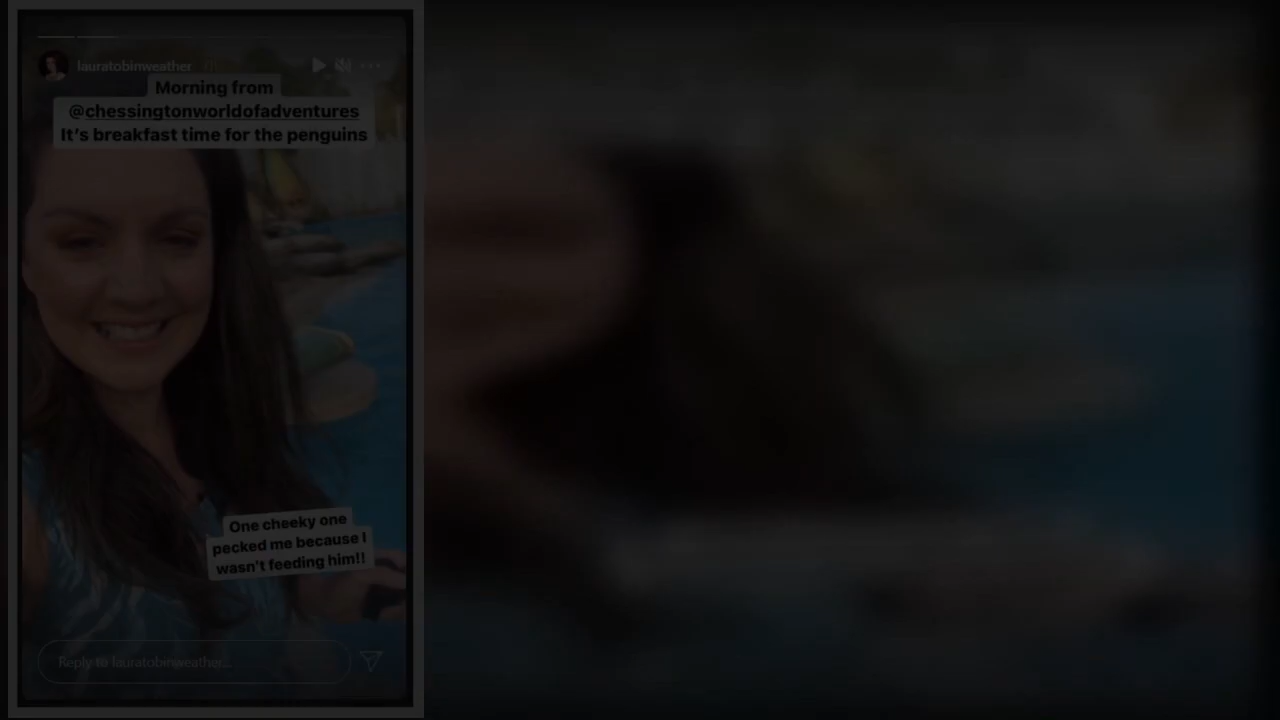 lauratobinweather
Morning from
@chessingtonworldofadventures
It's breakfast time for the penguins
One cheeky one
pecked me because I
wasn't feeding him!!
Reply to lauratobinweather...